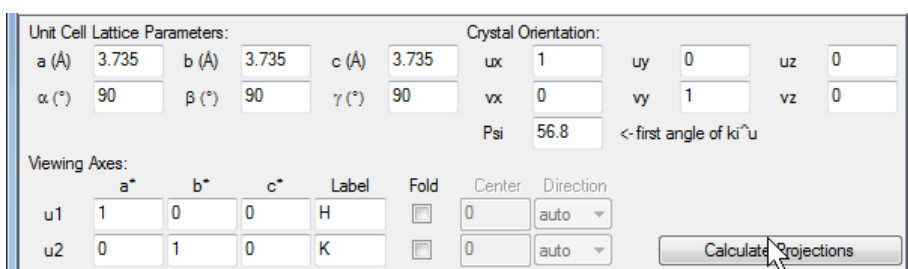 Unit Cell Lattice Parameters: Crystal Orientation:
a (Å) 3.735 b (Å) 3.735 c (Å) 3.735 ux 1 uy 0 uz 0
α (°) 90 β (°) 90 γ (°) 90 vx 0 vy 1 vz 0
Psi 56.8 <- first angle of ki^u
Viewing Axes:
a* b* c* Label Fold Center Direction
u1 1 0 0 H 0 auto
u2 0 1 0 K 0 auto Calculate Projections